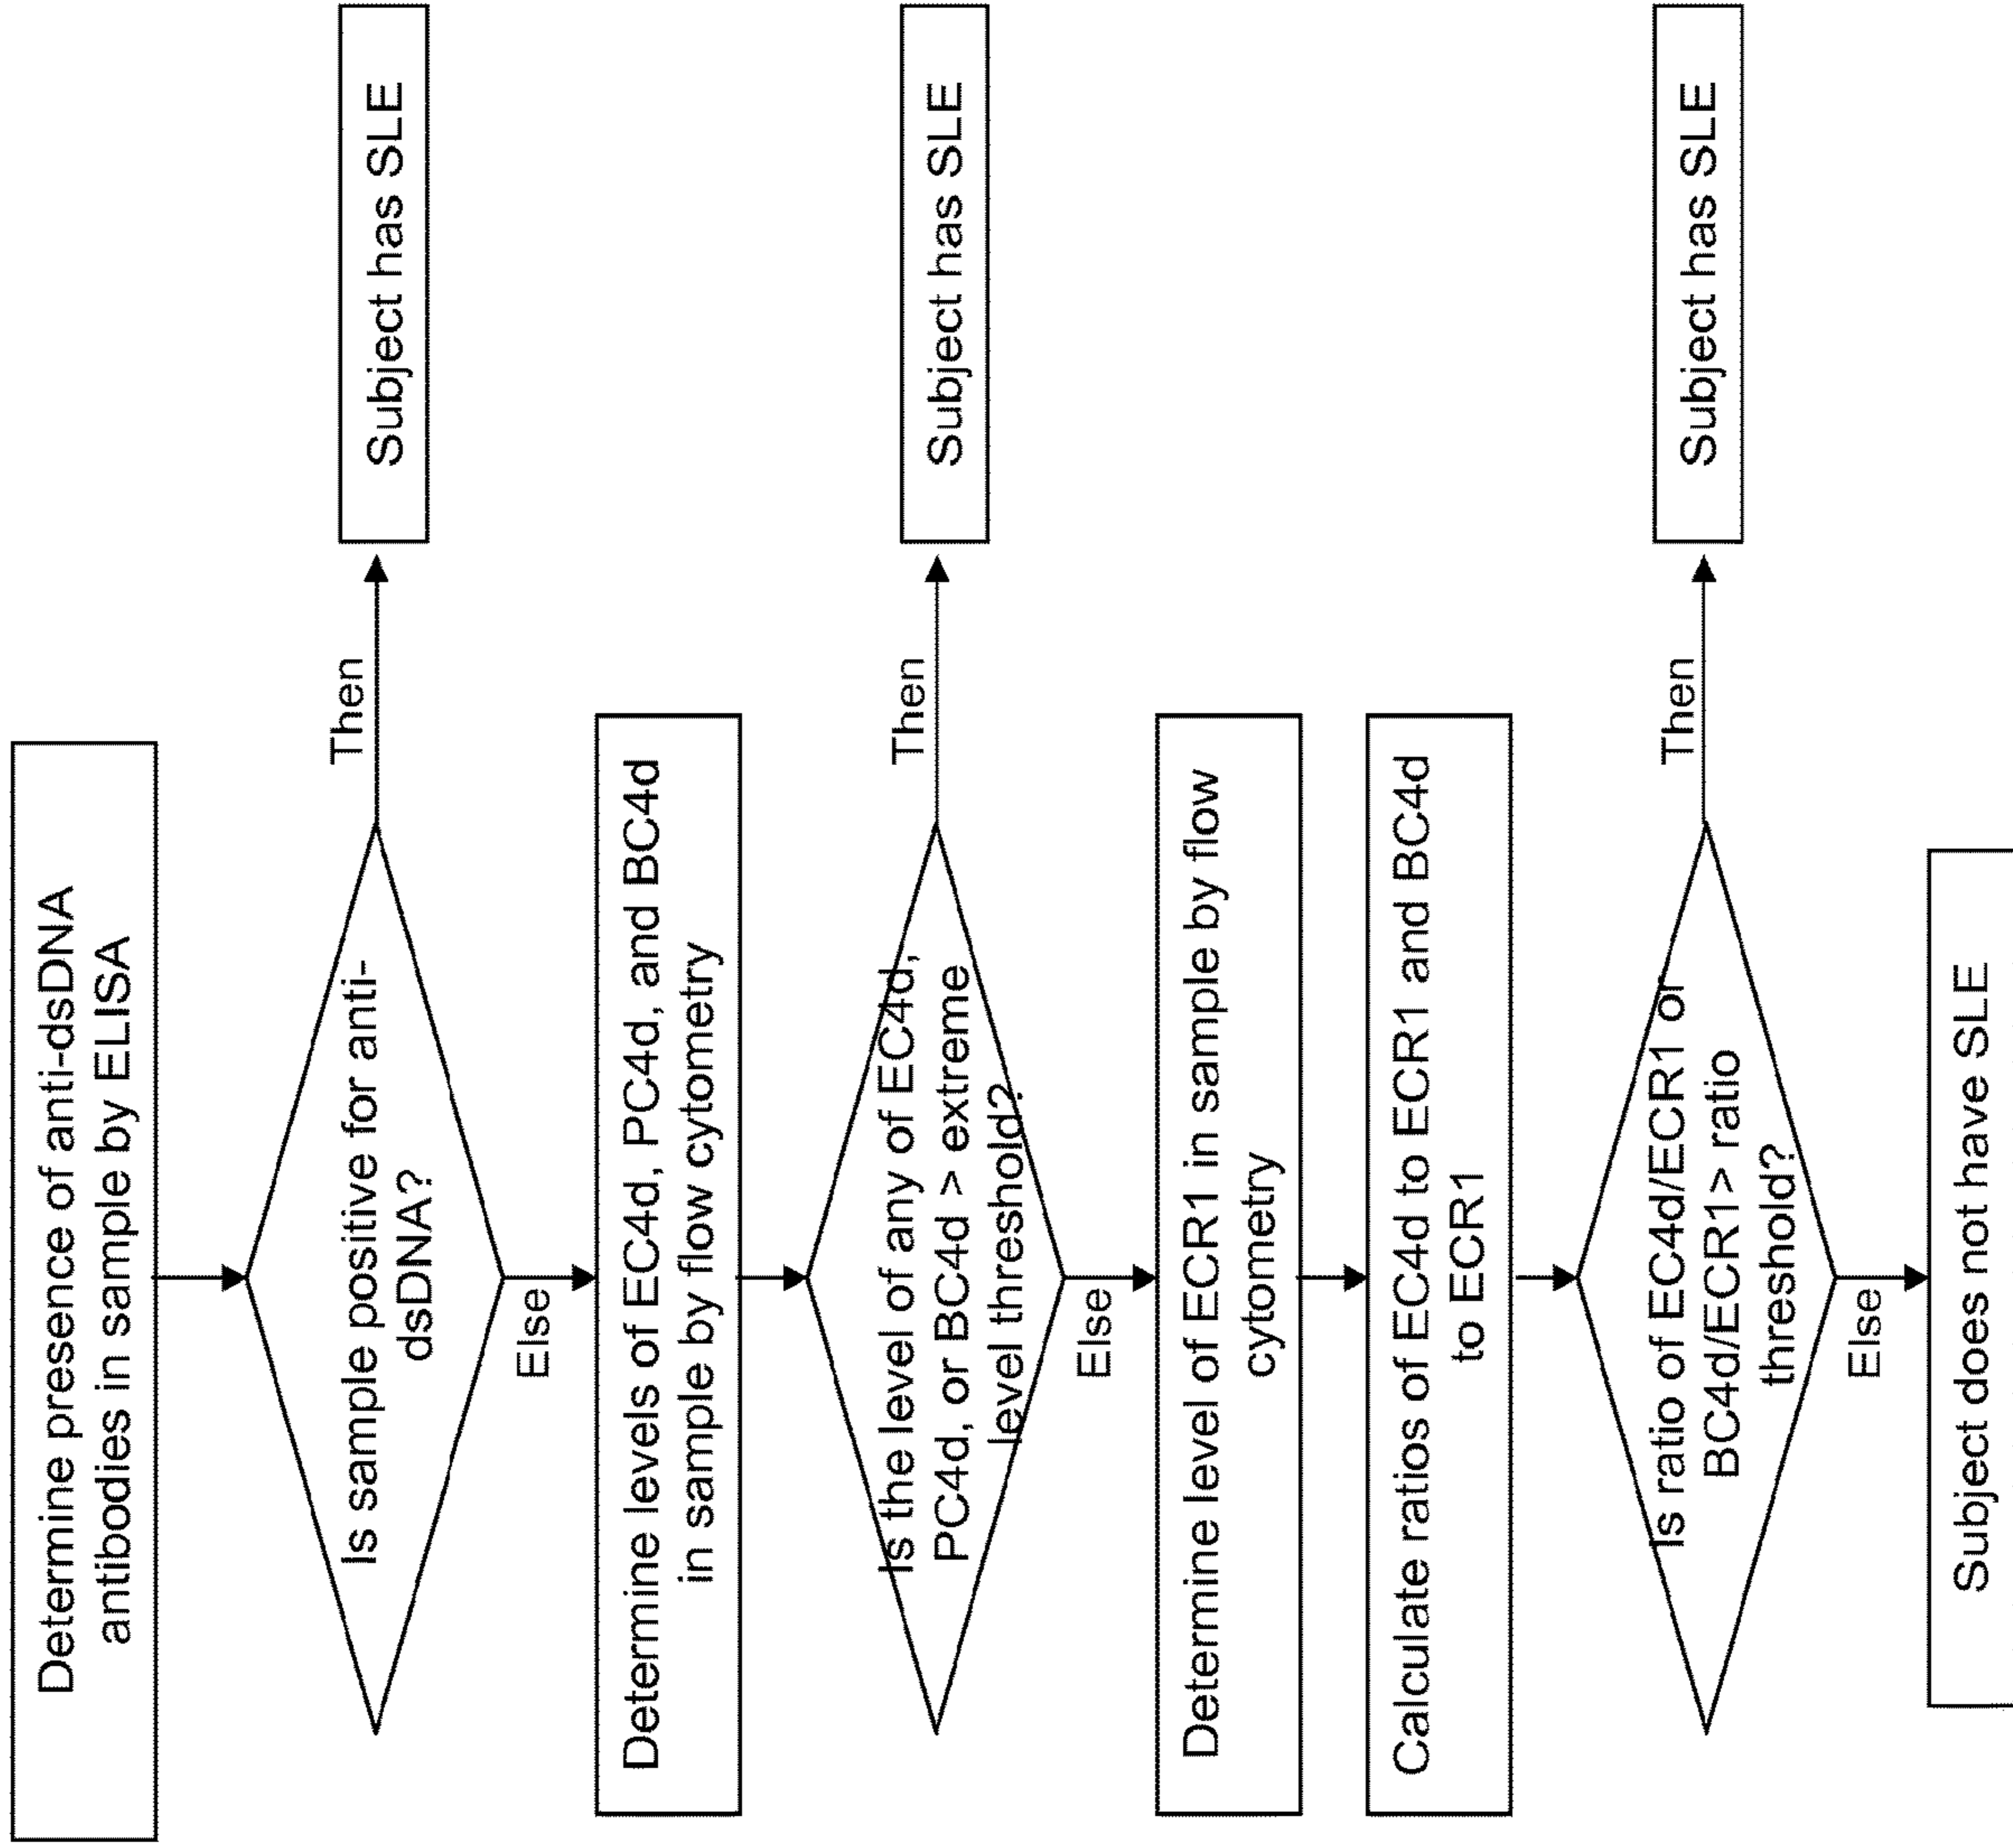 Determine presence of anti-dsDNA
antibodies in sample by ELISA
Is sample positive for anti-
dsDNA?
Then
Subject has SLE
Else
Determine levels of EC4d, PC4d, and BC4d
in sample by flow cytometry
Is the level of any of EC4d,
PC4d, or BC4d > extreme
level threshold?
Then
Subject has SLE
Else
Determine level of ECR1 in sample by flow
cytometry
Calculate ratios of EC4d to ECR1 and BC4d
to ECR1
Is ratio of EC4d/ECR1 or
BC4d/ECR1> ratio
threshold?
Then
Subject has SLE
Else
Subject does not have SLE